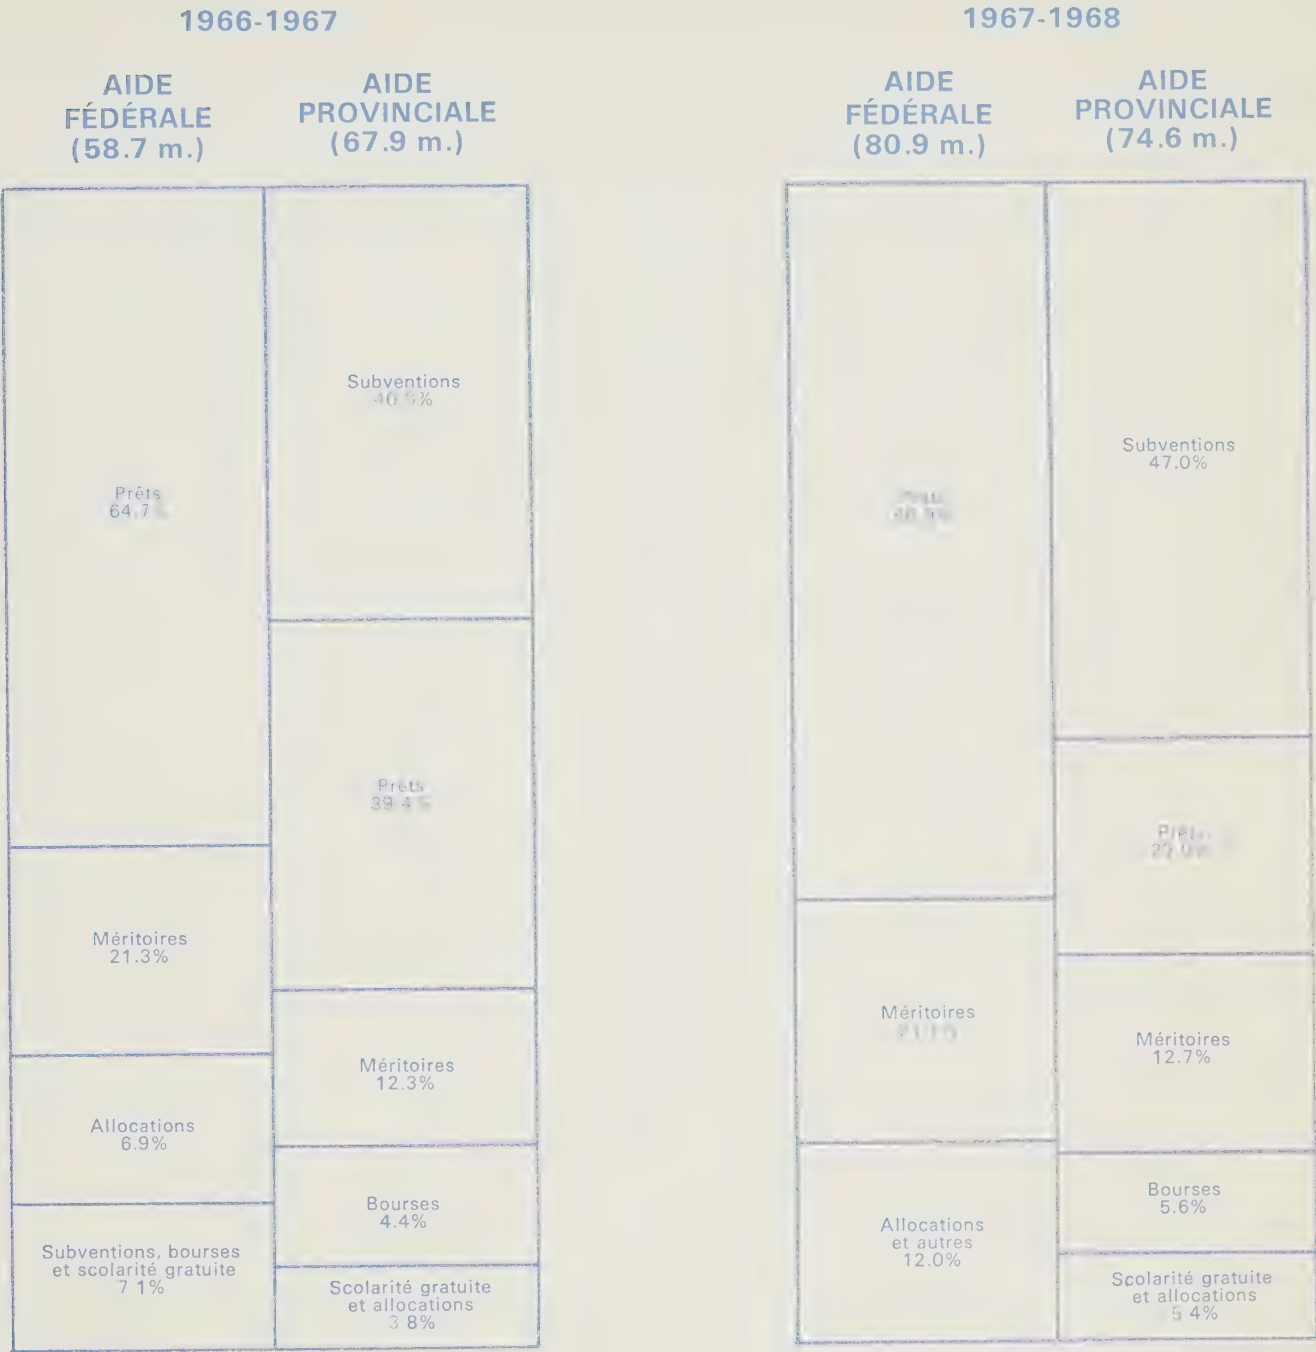 1966-1967
AIDE
FÉDÉRALE
(58.7 m.)
AIDE
PROVINCIALE
(67.9 m.)
Prêts
64.7
Méritoires
21.3%
Allocations
6.9%
Subventions, bourses
et scolarité gratuite
7 1%
Subventions
Prêts
39.4%
Méritoires
12.3%
Bourses
4.4%
Scolarité gratuite
et allocations
3 8%
1967-1968
AIDE
FÉDÉRALE
(80.9 m.)
AIDE
PROVINCIALE
(74.6 m.)
Méritoires
Allocations
et autres
12.0%
Subventions
47.0%
Prêts
Méritoires
12.7%
Bourses
5.6%
Scolarité gratuite
et allocations
5 4%